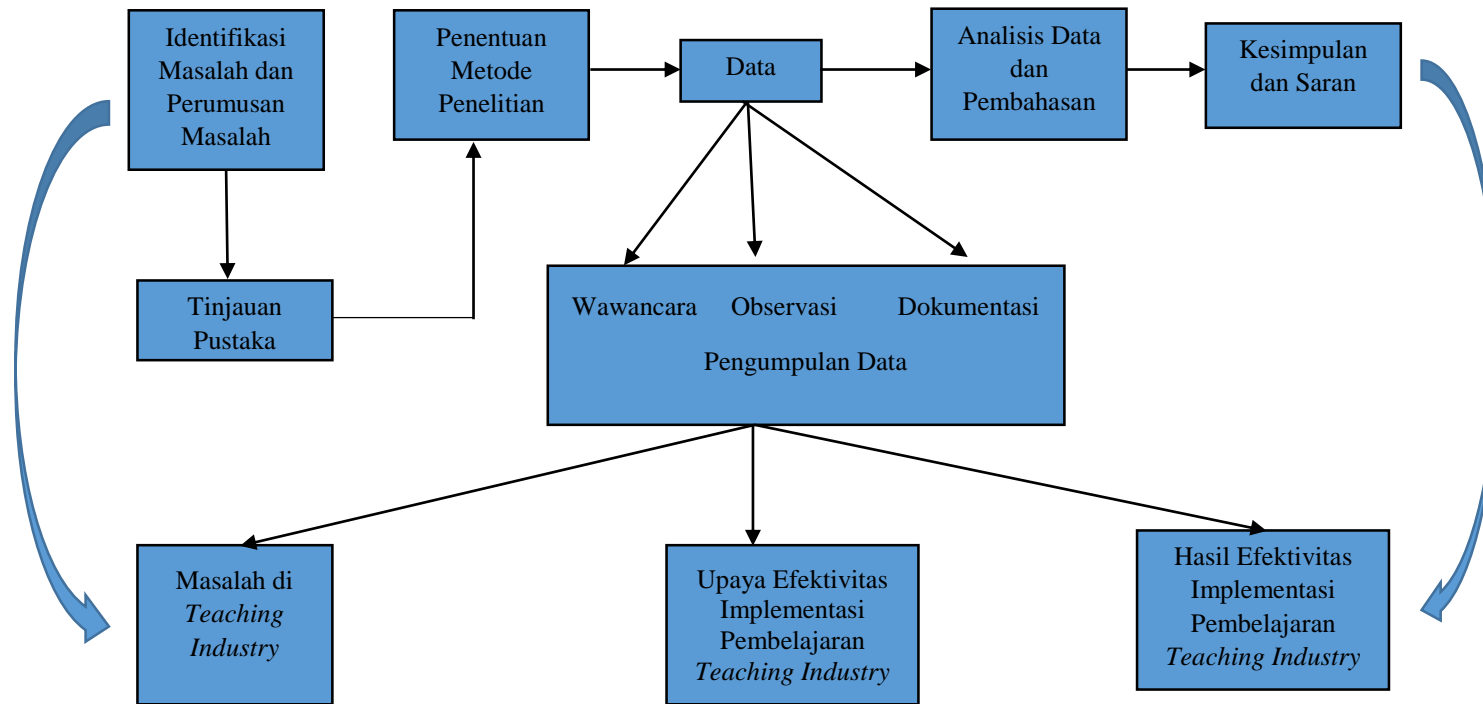 Identifikasi
Masalah dan
Perumusan
Masalah
Penentuan
Metode
Penelitian
Data
Analisis Data
dan
Pembahasan
Kesimpulan
dan Saran
Tinjauan
Pustaka
Wawancara Observasi Dokumentasi
Pengumpulan Data
Masalah di
Teaching
Industry
Upaya Efektivitas
Implementasi
Pembelajaran
Teaching Industry
Hasil Efektivitas
Implementasi
Pembelajaran
Teaching Industry